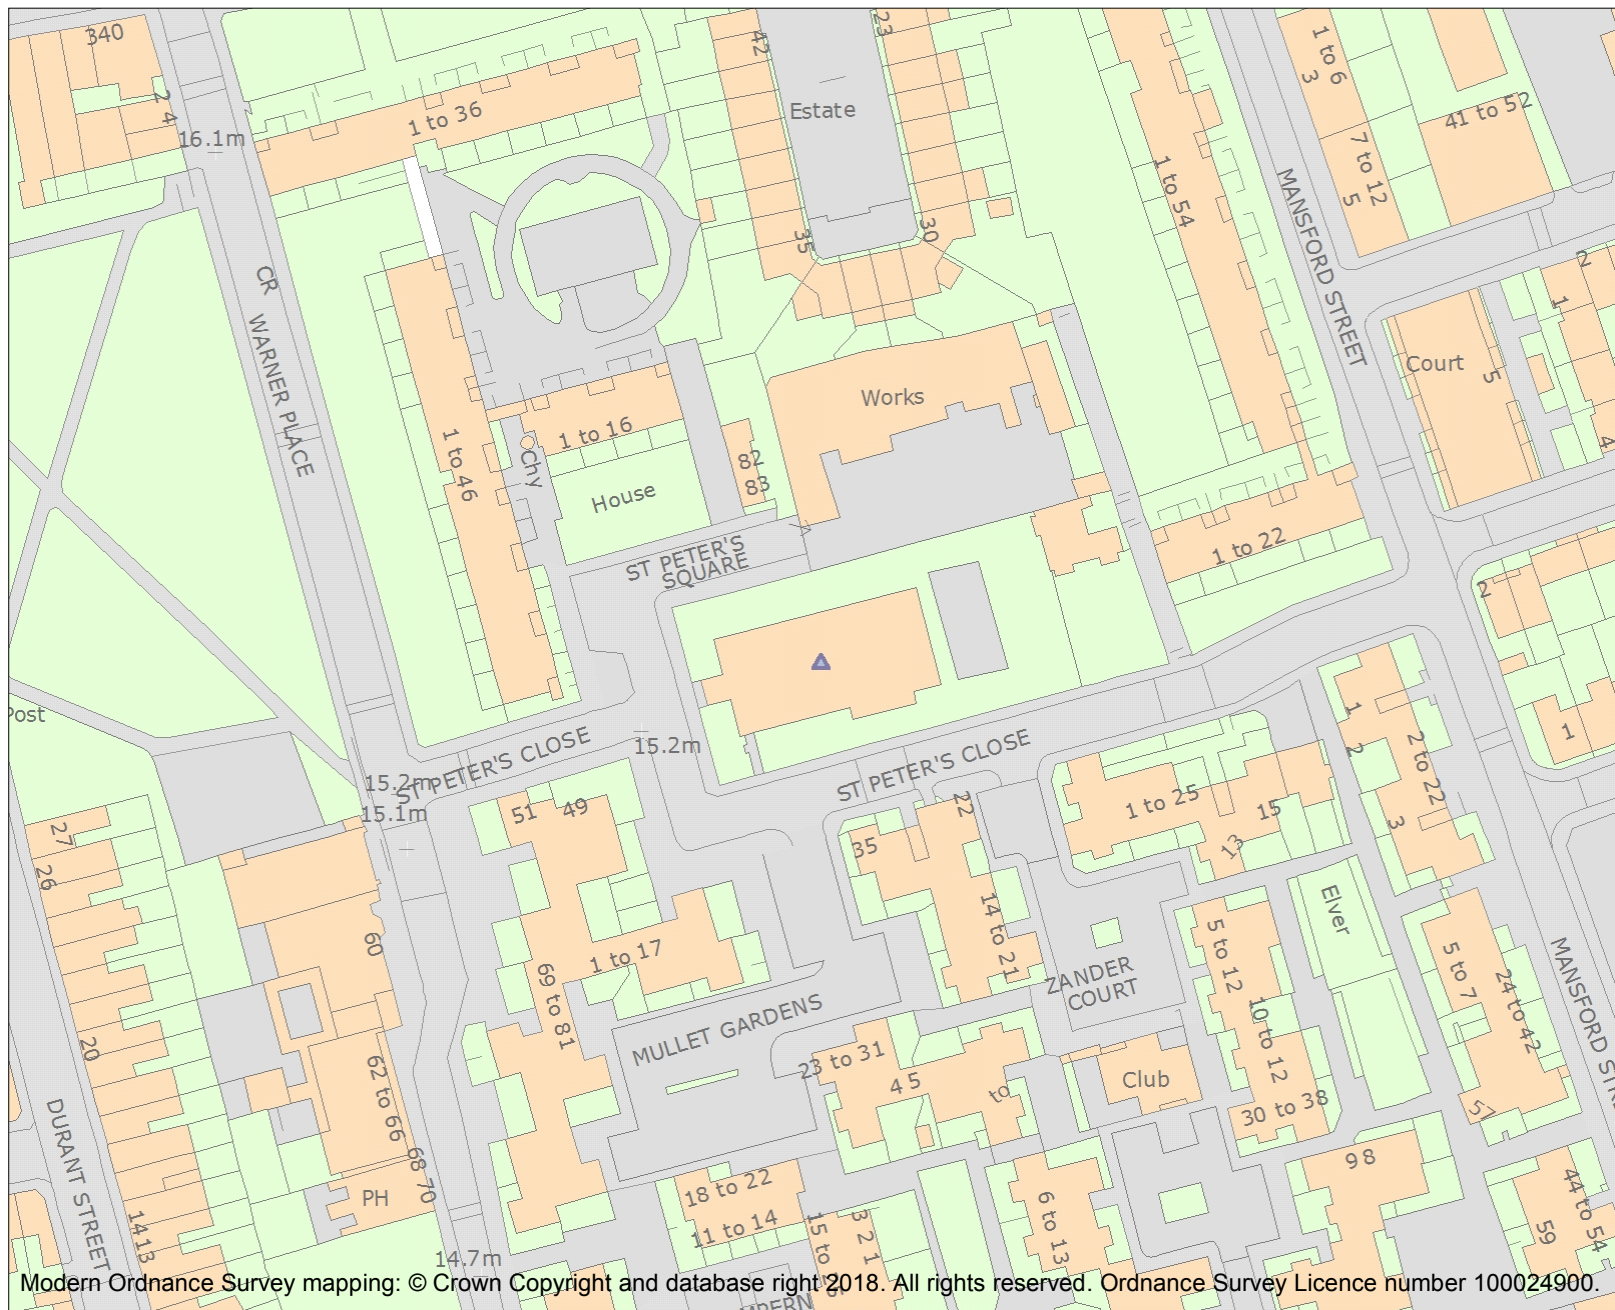 340
2 4
16.1m
1 to 36
42
23
Estate
35
30
1 to 54
1 to 6
3
7 to 12
5
41 to 52
MANSFORD STREET
2
1
CR
WARNER PLACE
1 to 46
Chy
1 to 16
House
82
83
Works
Court
5
4
ST PETER'S
SQUARE
1 to 22
2
1
Post
15.2m
15.2m
15.1m
ST PETER'S CLOSE
ST PETER'S CLOSE
1
2
2 to 22
3
27
26
51
49
35
22
1 to 25
15
13
14 to 21
Elver
60
1 to 17
69 to 81
ZANDER
COURT
5 to 12
10 to 12
5 to 7
24 to 42
MANSFORD STR
20
MULLET GARDENS
23 to 31
4 5
to
Club
30 to 38
57
62 to 66
68 70
DURANT STREET
PH
1413
18 to 22
11 to 14
3 2 1
6 to 13
9 8
59
44 to 54
14.7m
Modern Ordnance Survey mapping: © Crown Copyright and database right 2018. All rights reserved. Ordnance Survey Licence number 100024900.